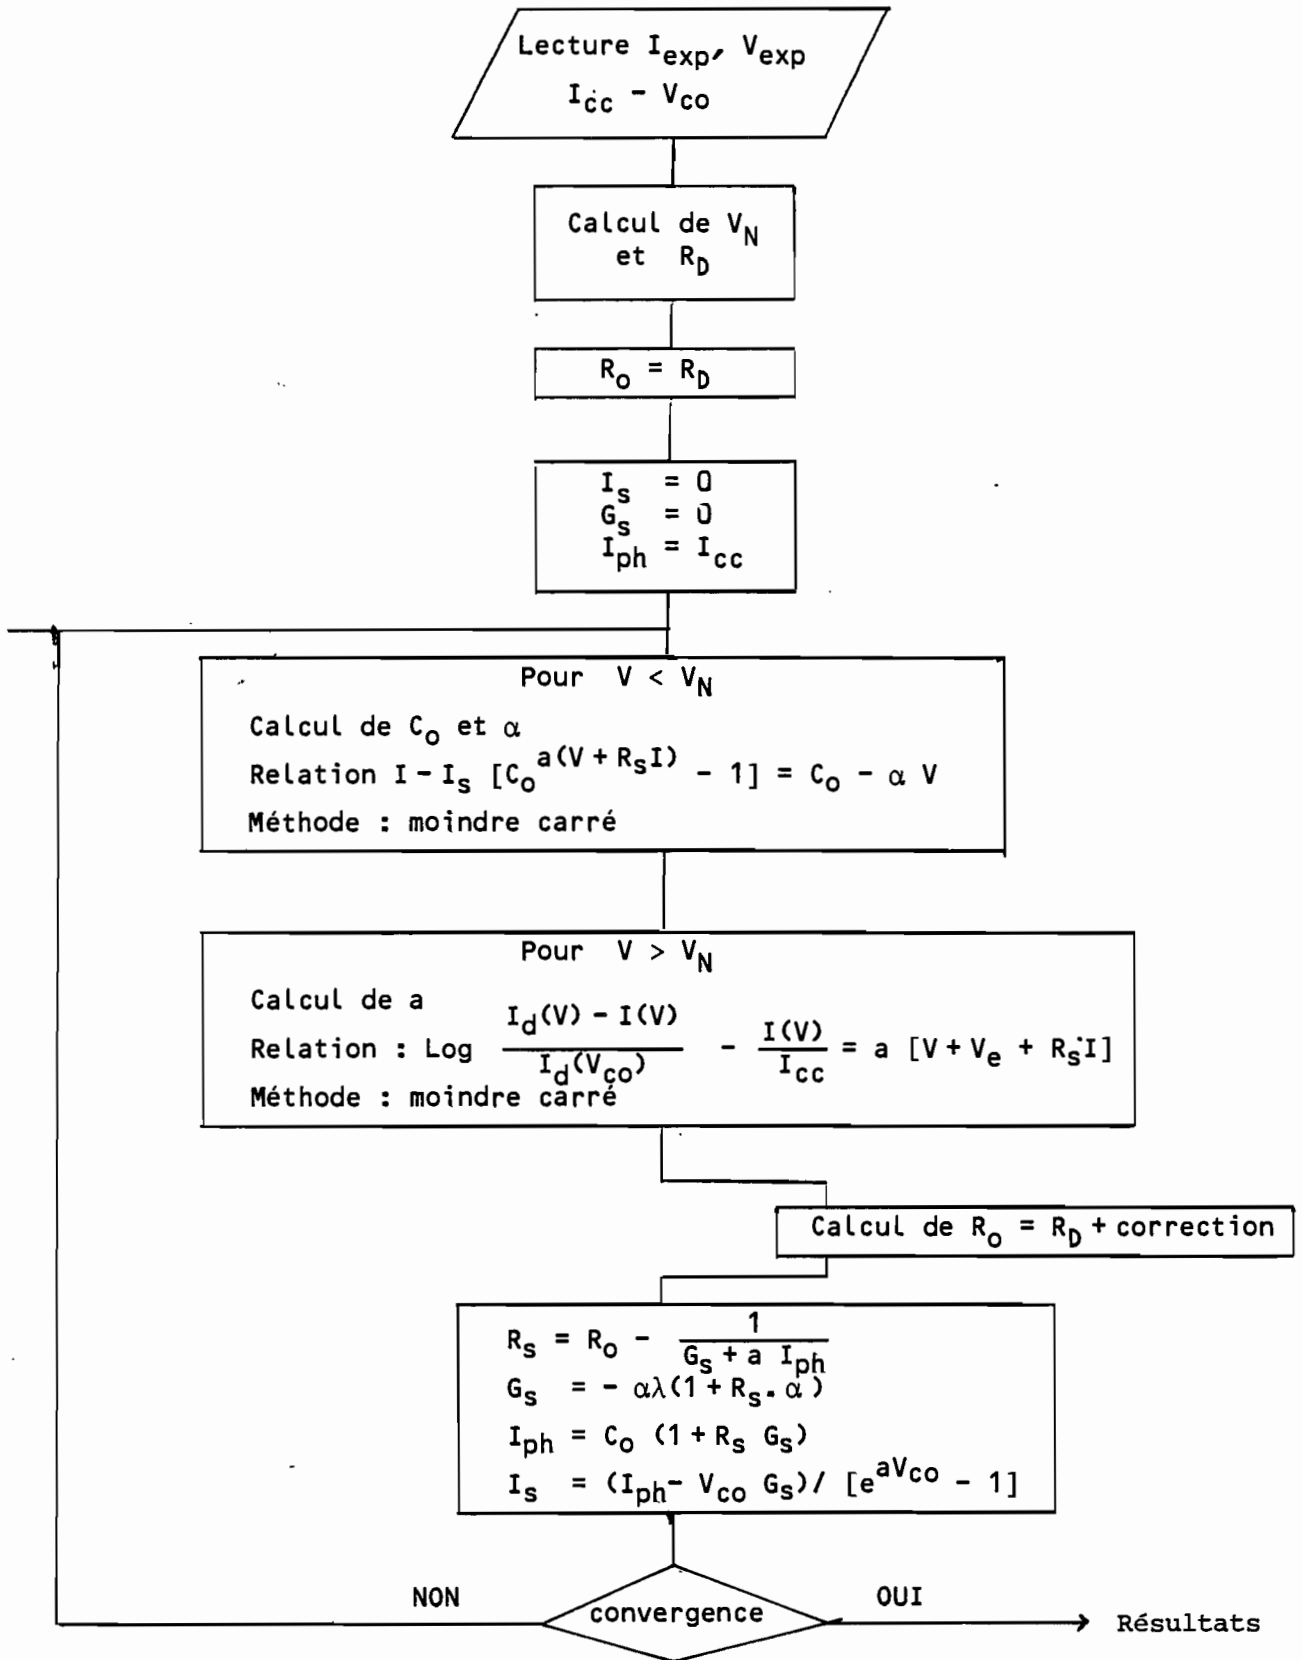 Lecture I_exp, V_exp
I_cc - V_co
Calcul de V_N
et R_D
R_o = R_D
I_s = 0
G_s = 0
I_ph = I_cc
Pour V < V_N
Calcul de C_o et α
Relation I - I_s [C_o^a(V + R_sI) - 1] = C_o - α V
Méthode : moindre carré
Pour V > V_N
Calcul de a
Relation : Log (I_d(V) - I(V))/(I_d(V_co)) - I(V)/I_cc = a [V + V_e + R_s·I]
Méthode : moindre carré
Calcul de R_o = R_D + correction
R_s = R_o - 1/(G_s + a I_ph)
G_s = - αλ(1 + R_s. α)
I_ph = C_o (1 + R_s G_s)
I_s = (I_ph - V_co G_s)/ [e^aV_co - 1]
NON
convergence
OUI
Résultats